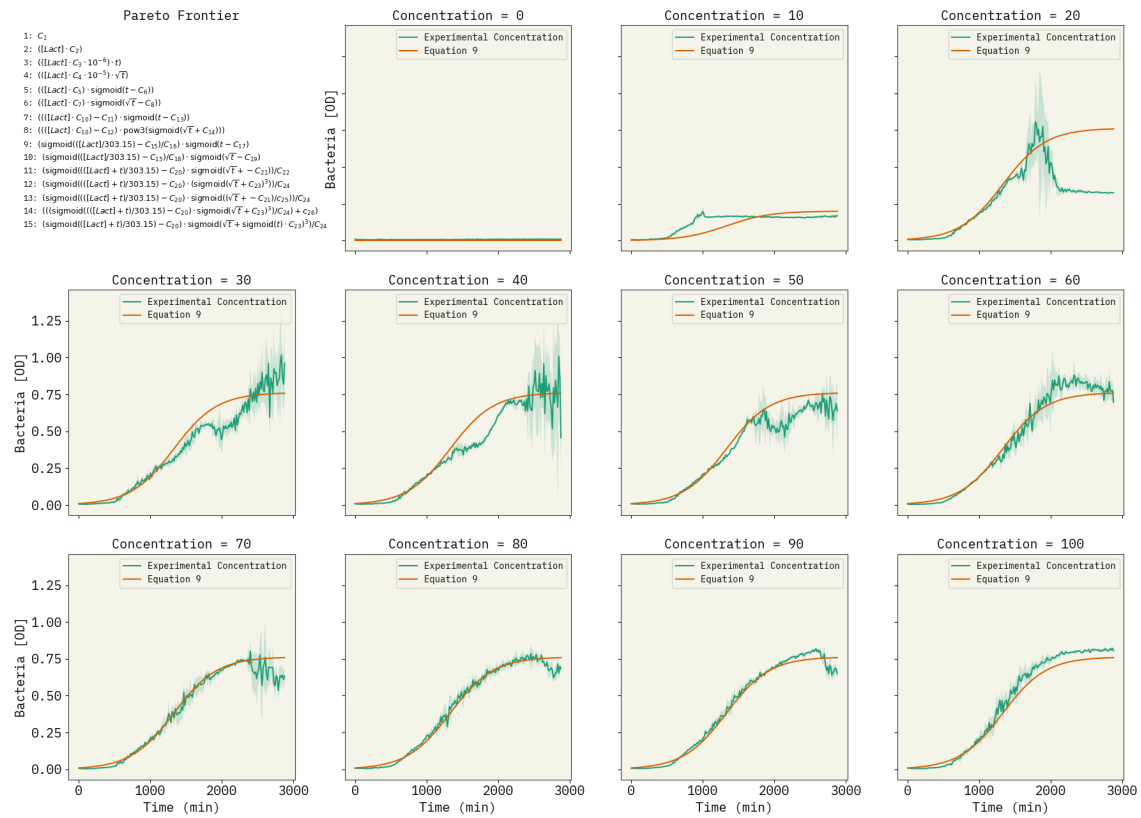 Pareto Frontier
1: C₁
2: ([Lact] · C₂)
3: (([Lact] · C₃ · 10⁻⁶) · t)
4: (([Lact] · C₄ · 10⁻⁵) · √t)
5: (([Lact] · C₅) · sigmoid(t − C₆))
6: (([Lact] · C₇) · sigmoid(√t − C₈))
7: ((([Lact] · C₁₀) − C₁₁) · sigmoid(t − C₁₃))
8: ((([Lact] · C₁₀) − C₁₂) · pow3(sigmoid(√t + C₁₄)))
9: (sigmoid(([Lact]/303.15) − C₁₅)/C₁₆) · sigmoid(t − C₁₇)
10: (sigmoid(([Lact]/303.15) − C₁₅)/C₁₈) · sigmoid(√t − C₁₉)
11: (sigmoid((([Lact] + t)/303.15) − C₂₀) · sigmoid(√t + −C₂₁))/C₂₂
12: (sigmoid((([Lact] + t)/303.15) − C₂₀) · (sigmoid(√t + C₂₃)³)/C₂₄
13: (sigmoid((([Lact] + t)/303.15) − C₂₀) · sigmoid((√t + −C₂₁)/C₂₅))/C₂₄
14: (((sigmoid((([Lact] + t)/303.15) − C₂₀) · sigmoid(√t + C₂₃)³)/C₂₄) + c₂₆)
15: (sigmoid(([Lact] + t)/303.15) − C₂₀) · sigmoid(√t + sigmoid(t) · C₂₃)³)/C₂₄
Concentration = 0
Experimental Concentration
Equation 9
Bacteria [OD]
Concentration = 10
Experimental Concentration
Equation 9
Concentration = 20
Experimental Concentration
Equation 9
Concentration = 30
Experimental Concentration
Equation 9
Bacteria [OD]
1.25
1.00
0.75
0.50
0.25
0.00
Concentration = 40
Experimental Concentration
Equation 9
Concentration = 50
Experimental Concentration
Equation 9
Concentration = 60
Experimental Concentration
Equation 9
Concentration = 70
Experimental Concentration
Equation 9
Bacteria [OD]
1.25
1.00
0.75
0.50
0.25
0.00
0 1000 2000 3000
Time (min)
Concentration = 80
Experimental Concentration
Equation 9
0 1000 2000 3000
Time (min)
Concentration = 90
Experimental Concentration
Equation 9
0 1000 2000 3000
Time (min)
Concentration = 100
Experimental Concentration
Equation 9
0 1000 2000 3000
Time (min)